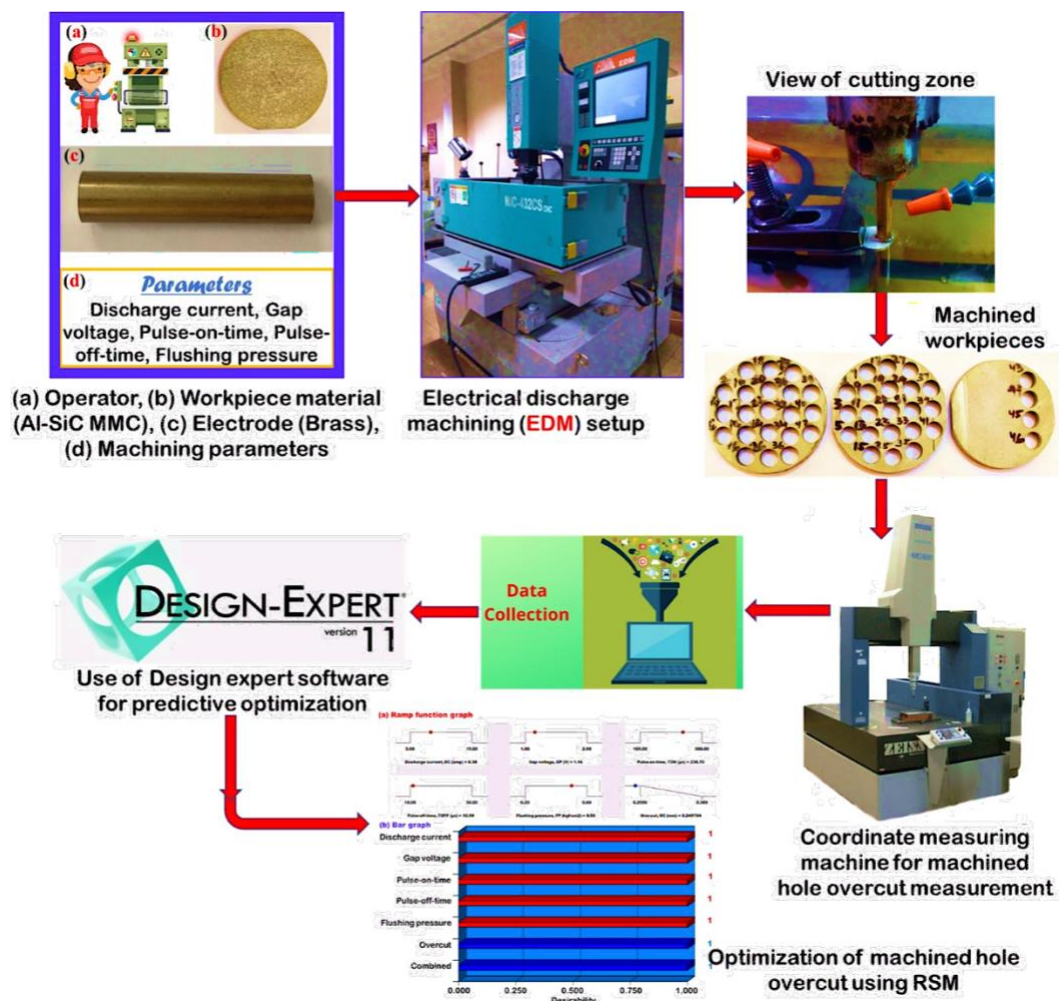 (a)
(b)
(c)
(d)
Parameters
Discharge current, Gap
voltage, Pulse-on-time, Pulse-
off-time, Flushing pressure
(a) Operator, (b) Workpiece material
(Al-SiC MMC), (c) Electrode (Brass),
(d) Machining parameters
EDM
Electrical discharge
machining (EDM) setup
View of cutting zone
Machined
workpieces
43
45
46
ZEISS
Coordinate measuring
machine for machined
hole overcut measurement
Data
Collection
DESIGN-EXPERT
version 11
Use of Design expert software
for predictive optimization
(a) Ramp function graph
(b) Bar graph
Discharge current
1
Gap voltage
1
Pulse-on-time
1
Pulse-off-time
1
Flushing pressure
1
Overcut
1
Combined
1
0.000 0.250 0.500 0.750 1.000
Desirability
Optimization of machined hole
overcut using RSM